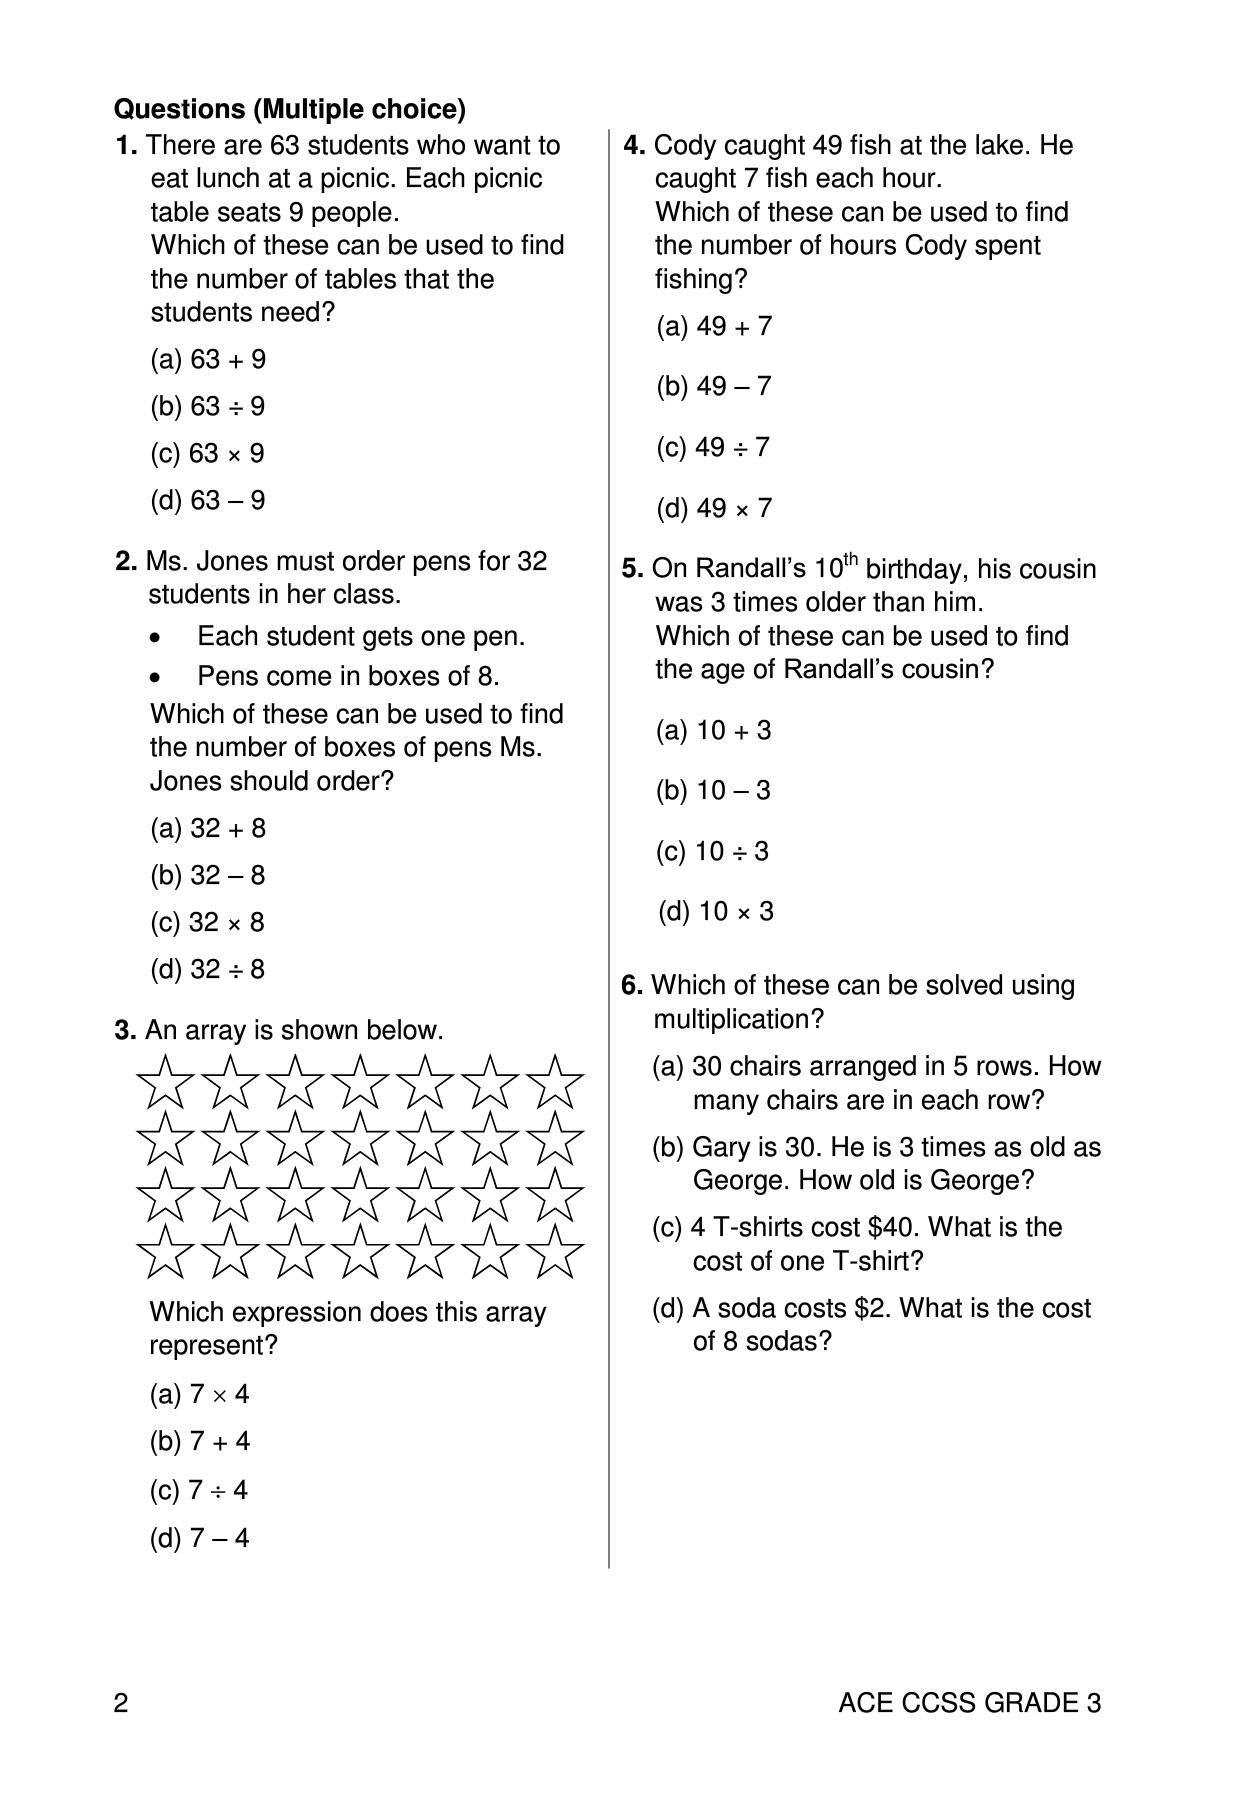 Questions (Multiple choice)
1. There are 63 students who want to
eat lunch at a picnic. Each picnic
table seats 9 people.
Which of these can be used to find
the number of tables that the
students need?
(a) 63 + 9
(b) 63 ÷ 9
(c) 63 × 9
(d) 63 – 9
2. Ms. Jones must order pens for 32
students in her class.
• Each student gets one pen.
• Pens come in boxes of 8.
Which of these can be used to find
the number of boxes of pens Ms.
Jones should order?
(a) 32 + 8
(b) 32 – 8
(c) 32 × 8
(d) 32 ÷ 8
3. An array is shown below.
Which expression does this array
represent?
(a) 7 × 4
(b) 7 + 4
(c) 7 ÷ 4
(d) 7 – 4
4. Cody caught 49 fish at the lake. He
caught 7 fish each hour.
Which of these can be used to find
the number of hours Cody spent
fishing?
(a) 49 + 7
(b) 49 – 7
(c) 49 ÷ 7
(d) 49 × 7
5. On Randall’s 10th birthday, his cousin
was 3 times older than him.
Which of these can be used to find
the age of Randall’s cousin?
(a) 10 + 3
(b) 10 – 3
(c) 10 ÷ 3
(d) 10 × 3
6. Which of these can be solved using
multiplication?
(a) 30 chairs arranged in 5 rows. How
many chairs are in each row?
(b) Gary is 30. He is 3 times as old as
George. How old is George?
(c) 4 T-shirts cost $40. What is the
cost of one T-shirt?
(d) A soda costs $2. What is the cost
of 8 sodas?
2
ACE CCSS GRADE 3